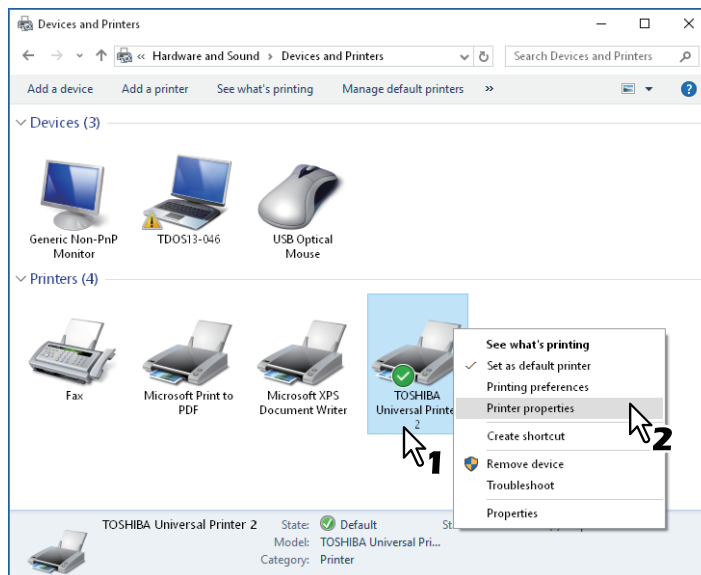 Devices and Printers
« Hardware and Sound › Devices and Printers
Search Devices and Printers
Add a device Add a printer See what's printing Manage default printers »
?
Devices (3)
Generic Non-PnP
Monitor
TDOS13-046
USB Optical
Mouse
Printers (4)
Fax
Microsoft Print to
PDF
Microsoft XPS
Document Writer
TOSHIBA
Universal Printe
2
1
See what's printing
Set as default printer
Printing preferences
Printer properties
2
Create shortcut
Remove device
Troubleshoot
Properties
TOSHIBA Universal Printer 2 State: Default
Model: TOSHIBA Universal Pri...
Category: Printer